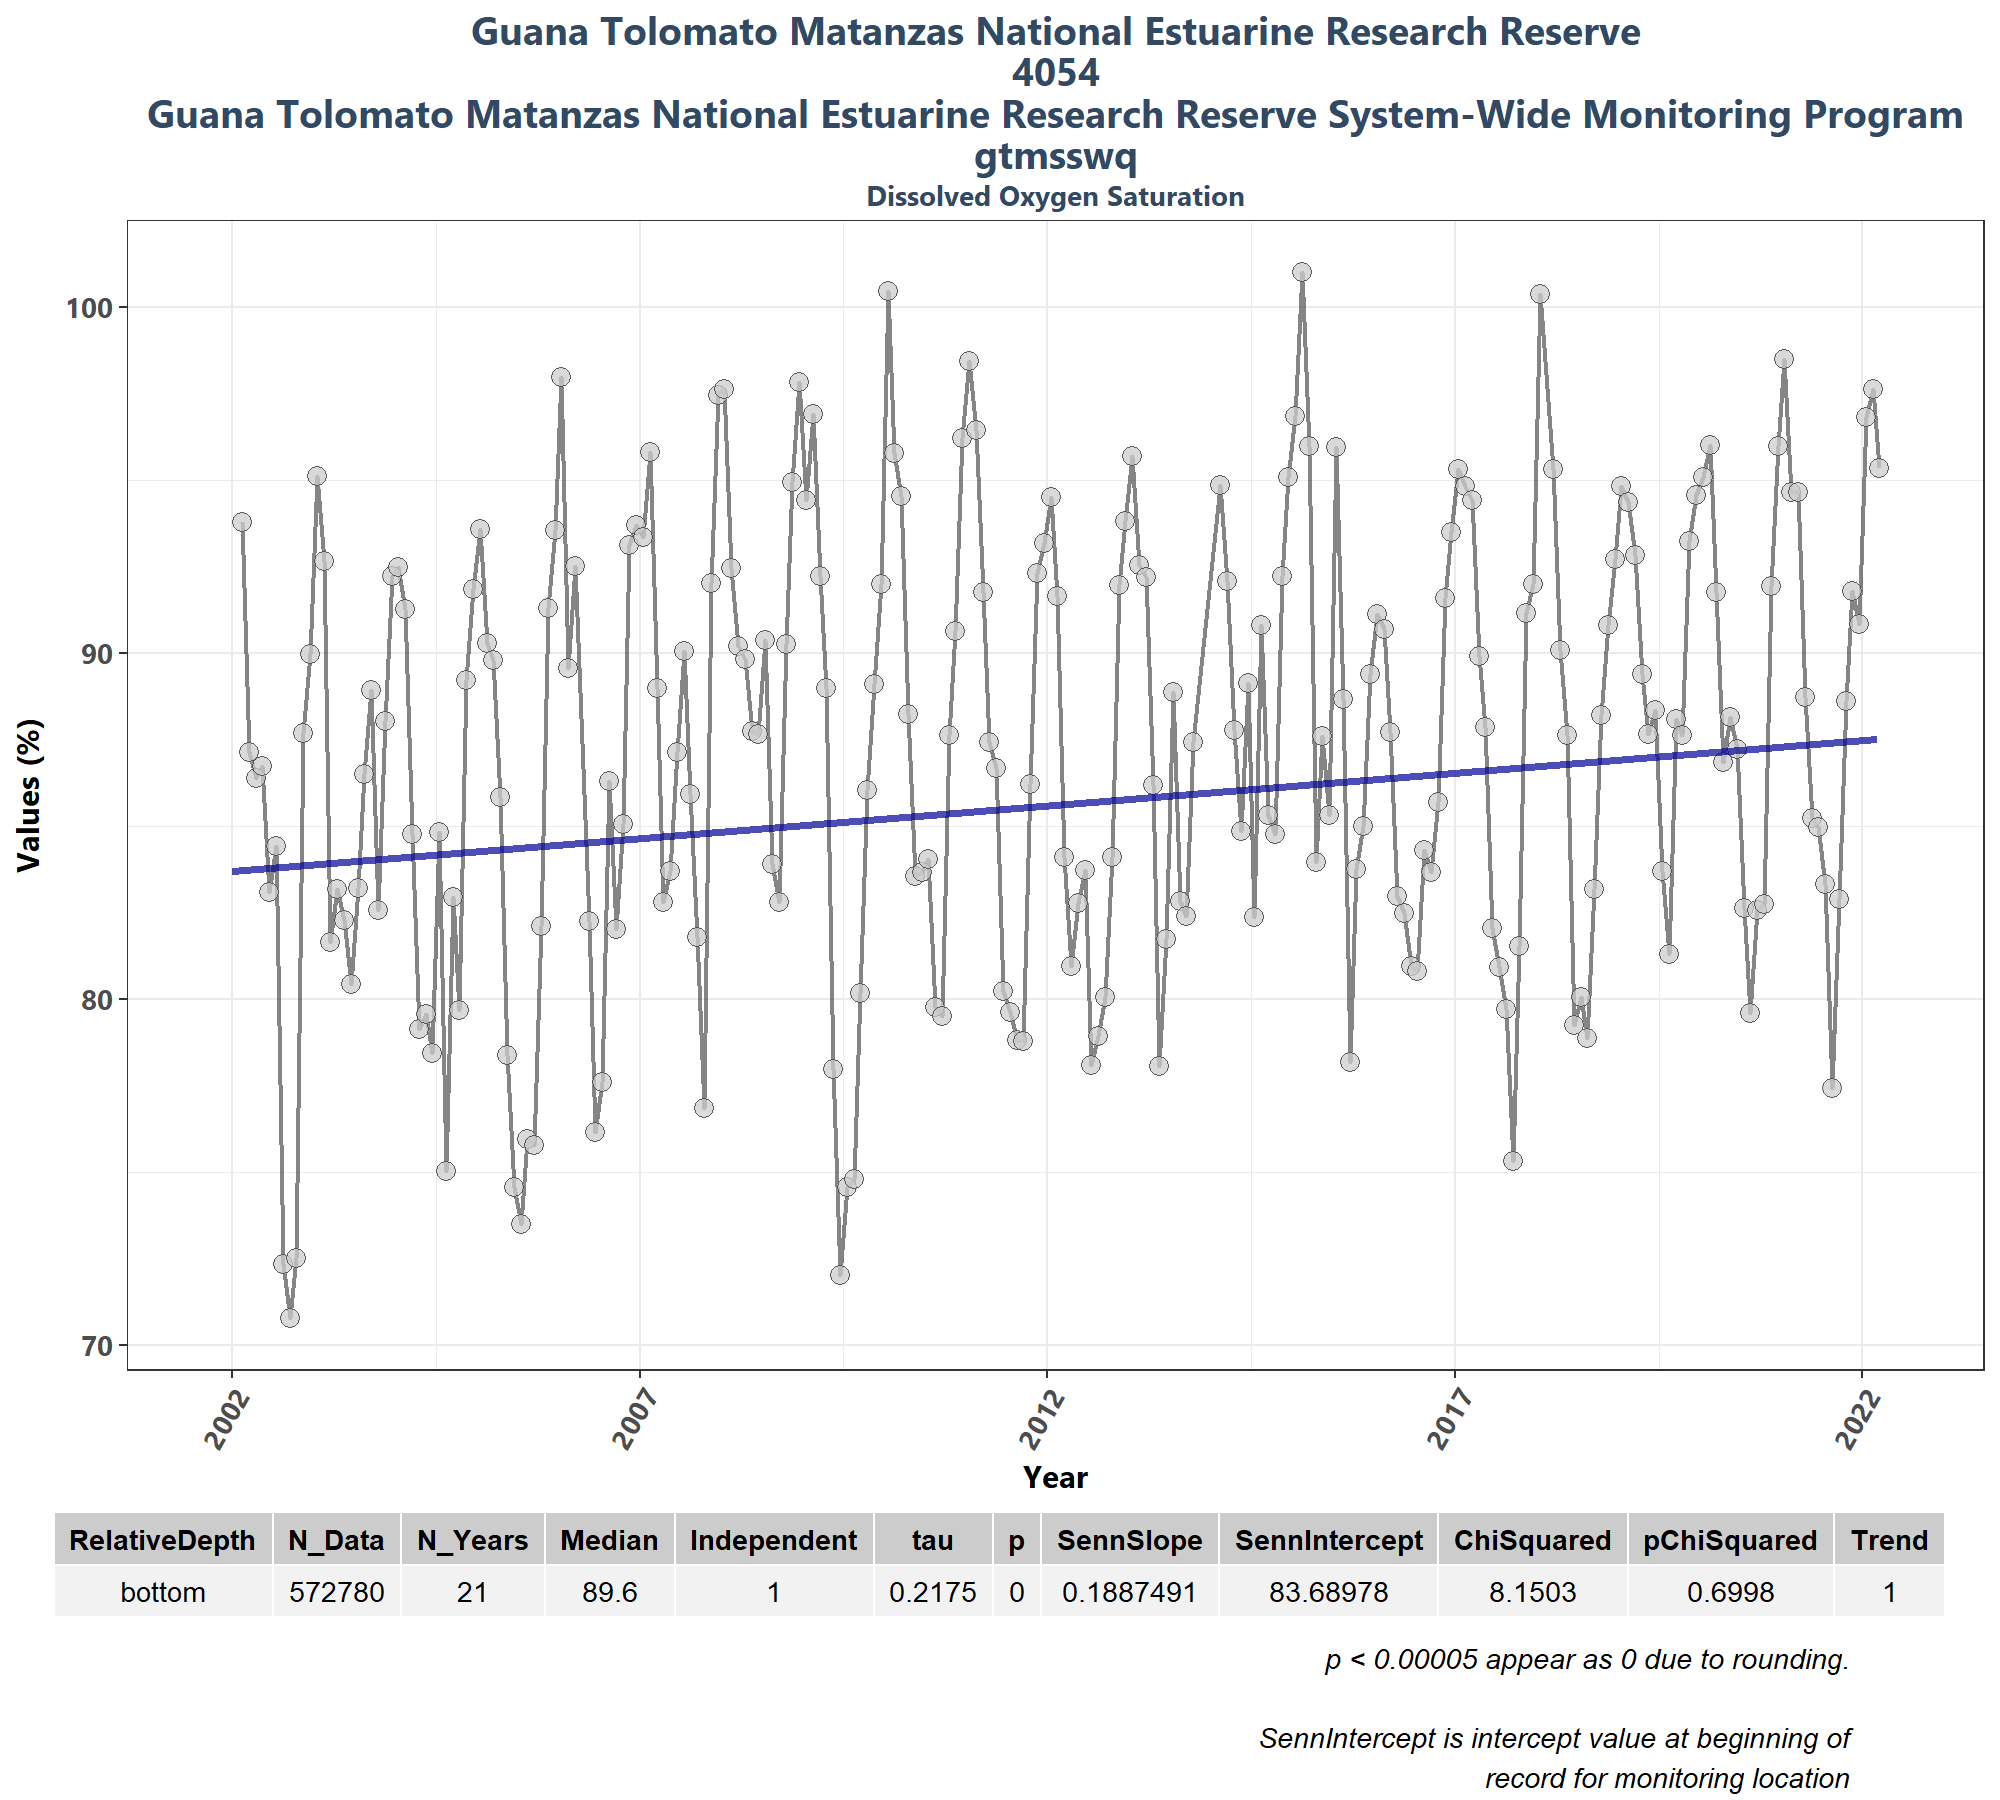 Guana Tolomato Matanzas National Estuarine Research Reserve
4054
Guana Tolomato Matanzas National Estuarine Research Reserve System-Wide Monitoring Program
gtmsswq
Dissolved Oxygen Saturation
Values (%)
100
90
80
70
2002 2007 2012 2017 2022
Year
RelativeDepth N_Data N_Years Median Independent tau p SennSlope SennIntercept ChiSquared pChiSquared Trend
bottom 572780 21 89.6 1 0.2175 0 0.1887491 83.68978 8.1503 0.6998 1
p < 0.00005 appear as 0 due to rounding.
SennIntercept is intercept value at beginning of
record for monitoring location